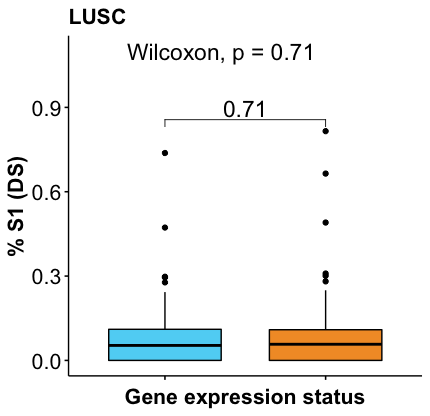 LUSC
Wilcoxon, p = 0.71
0.71
0.9
0.6
0.3
0.0
% S1 (DS)
Gene expression status